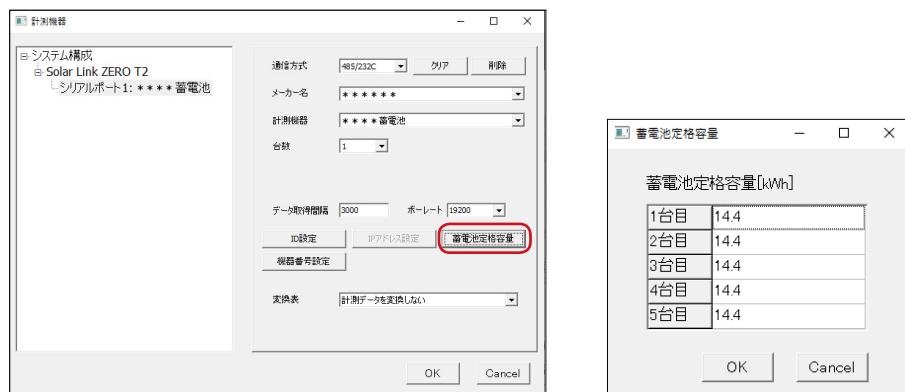 計測機器
システム構成
Solar Link ZERO T2
シリアルポート1: ＊＊＊＊蓄電池
通信方式 485/232C クリア 削除
メーカー名 ＊＊＊＊＊＊
計測機器 ＊＊＊＊蓄電池
台数 1
データ取得間隔 3000 ボーレート 19200
ID設定 IPアドレス設定 蓄電池定格容量
機器番号設定
変換表 計測データを変換しない
OK Cancel
蓄電池定格容量
蓄電池定格容量[kWh]
1台目 14.4
2台目 14.4
3台目 14.4
4台目 14.4
5台目 14.4
OK Cancel